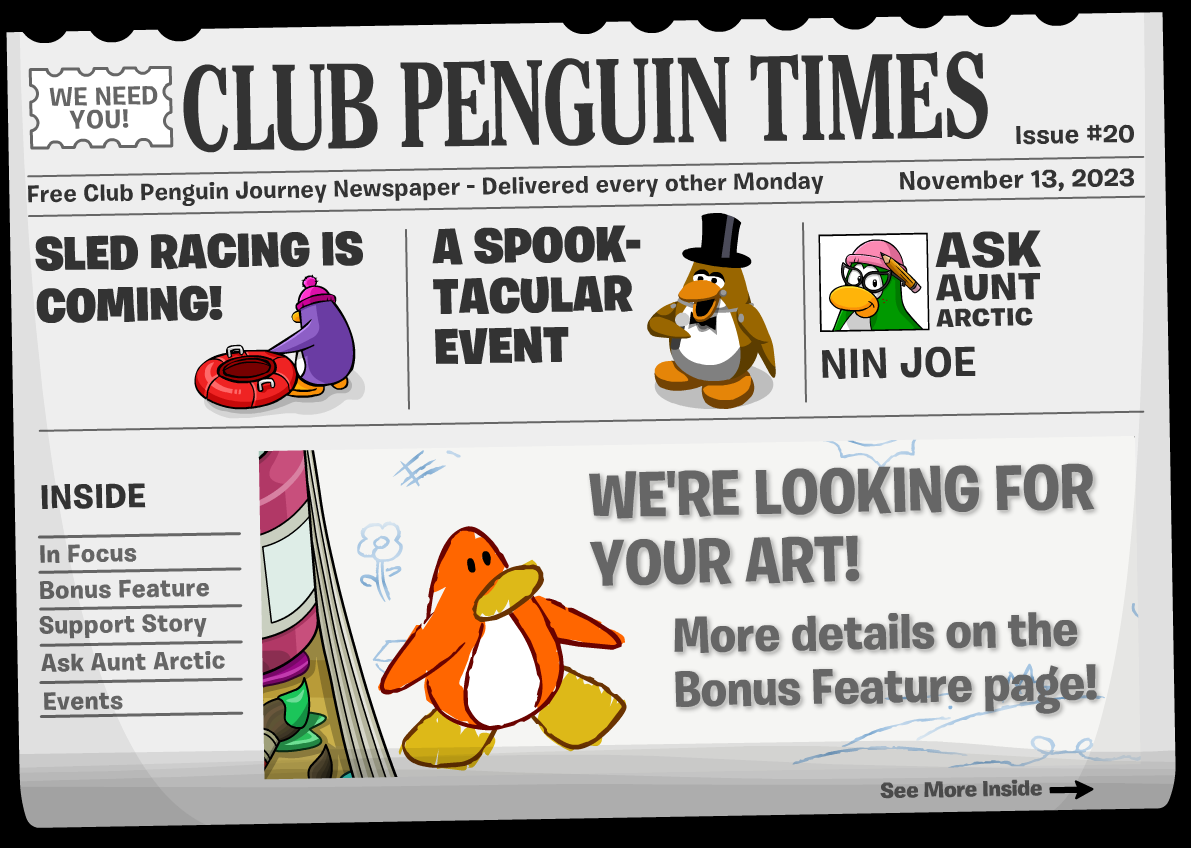 WE NEED
YOU!
CLUB PENGUIN TIMES
Issue #20
Free Club Penguin Journey Newspaper - Delivered every other Monday
November 13, 2023
SLED RACING IS
COMING!
A SPOOK-
TACULAR
EVENT
ASK
AUNT
ARCTIC
NIN JOE
INSIDE
In Focus
Bonus Feature
Support Story
Ask Aunt Arctic
Events
WE'RE LOOKING FOR
YOUR ART!
More details on the
Bonus Feature page!
See More Inside